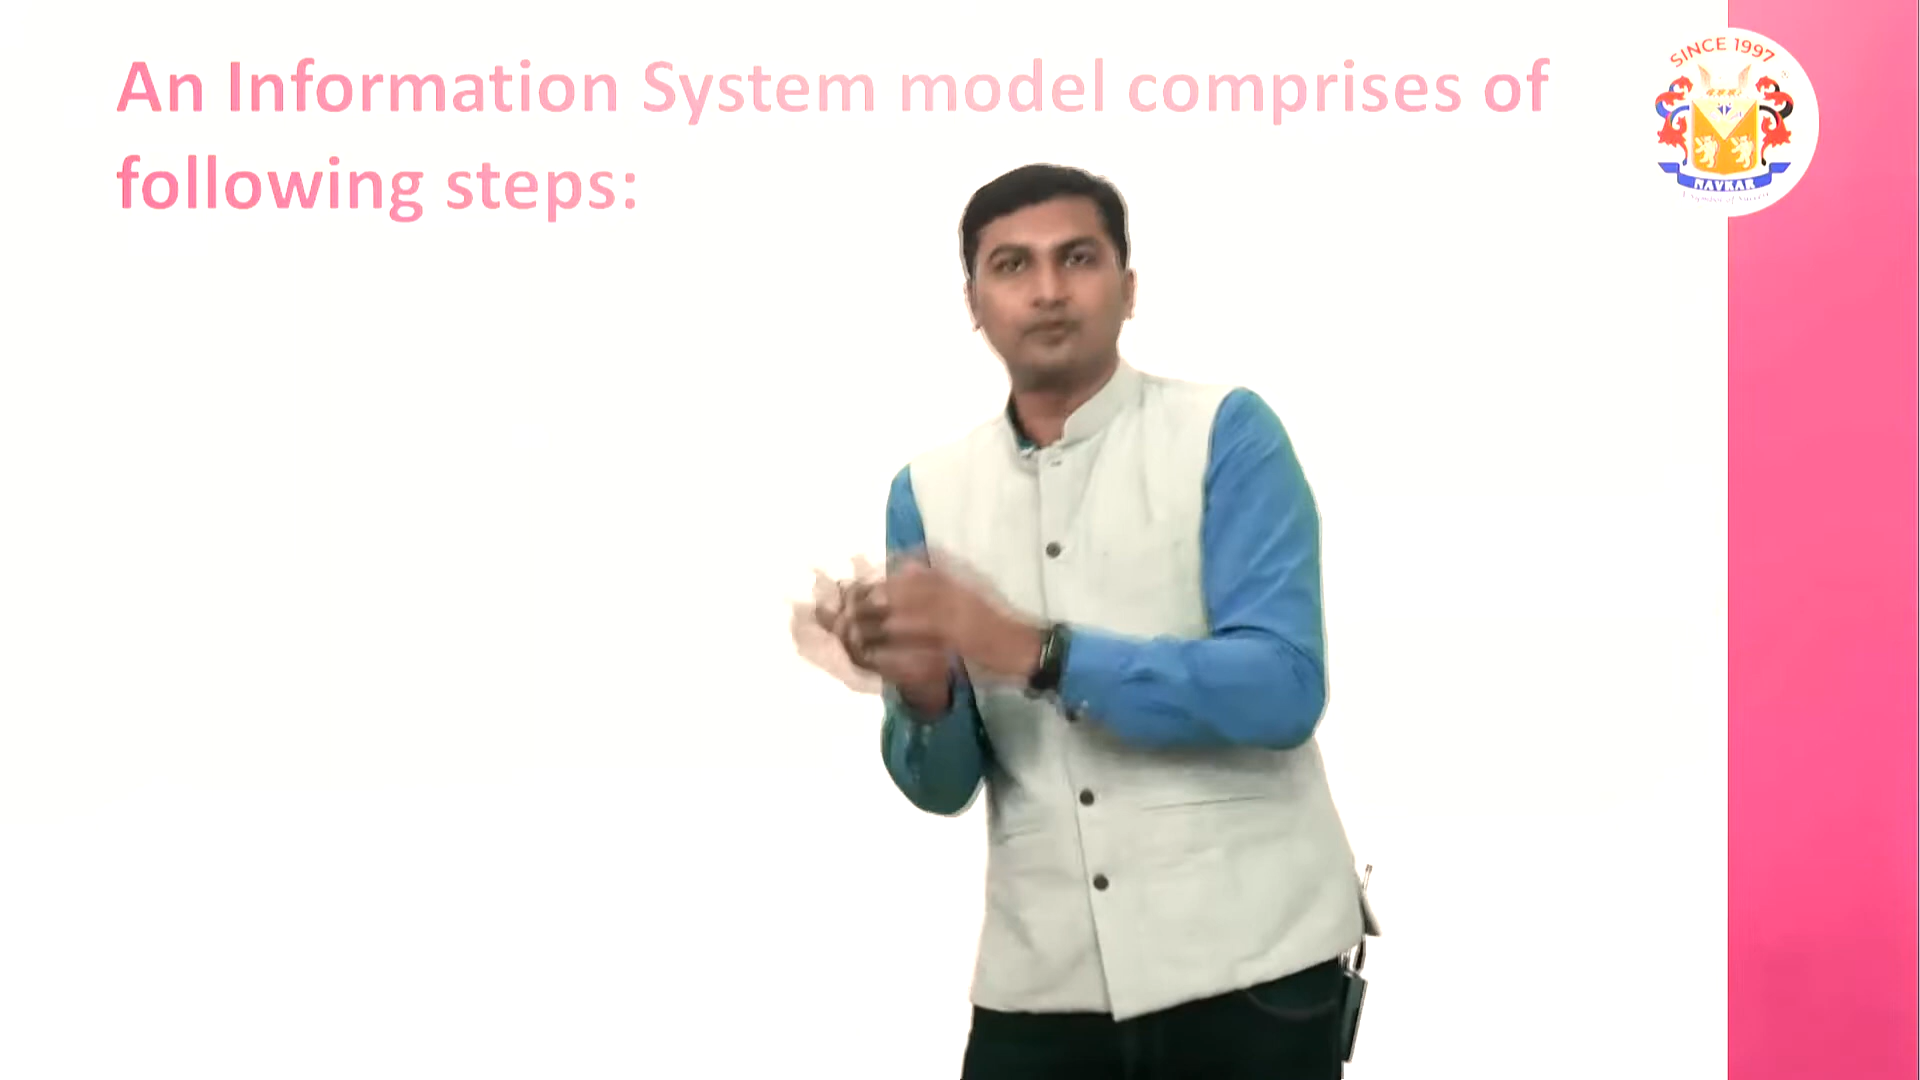 An Information System model comprises of
following steps:
SINCE 1997
NAVKAR